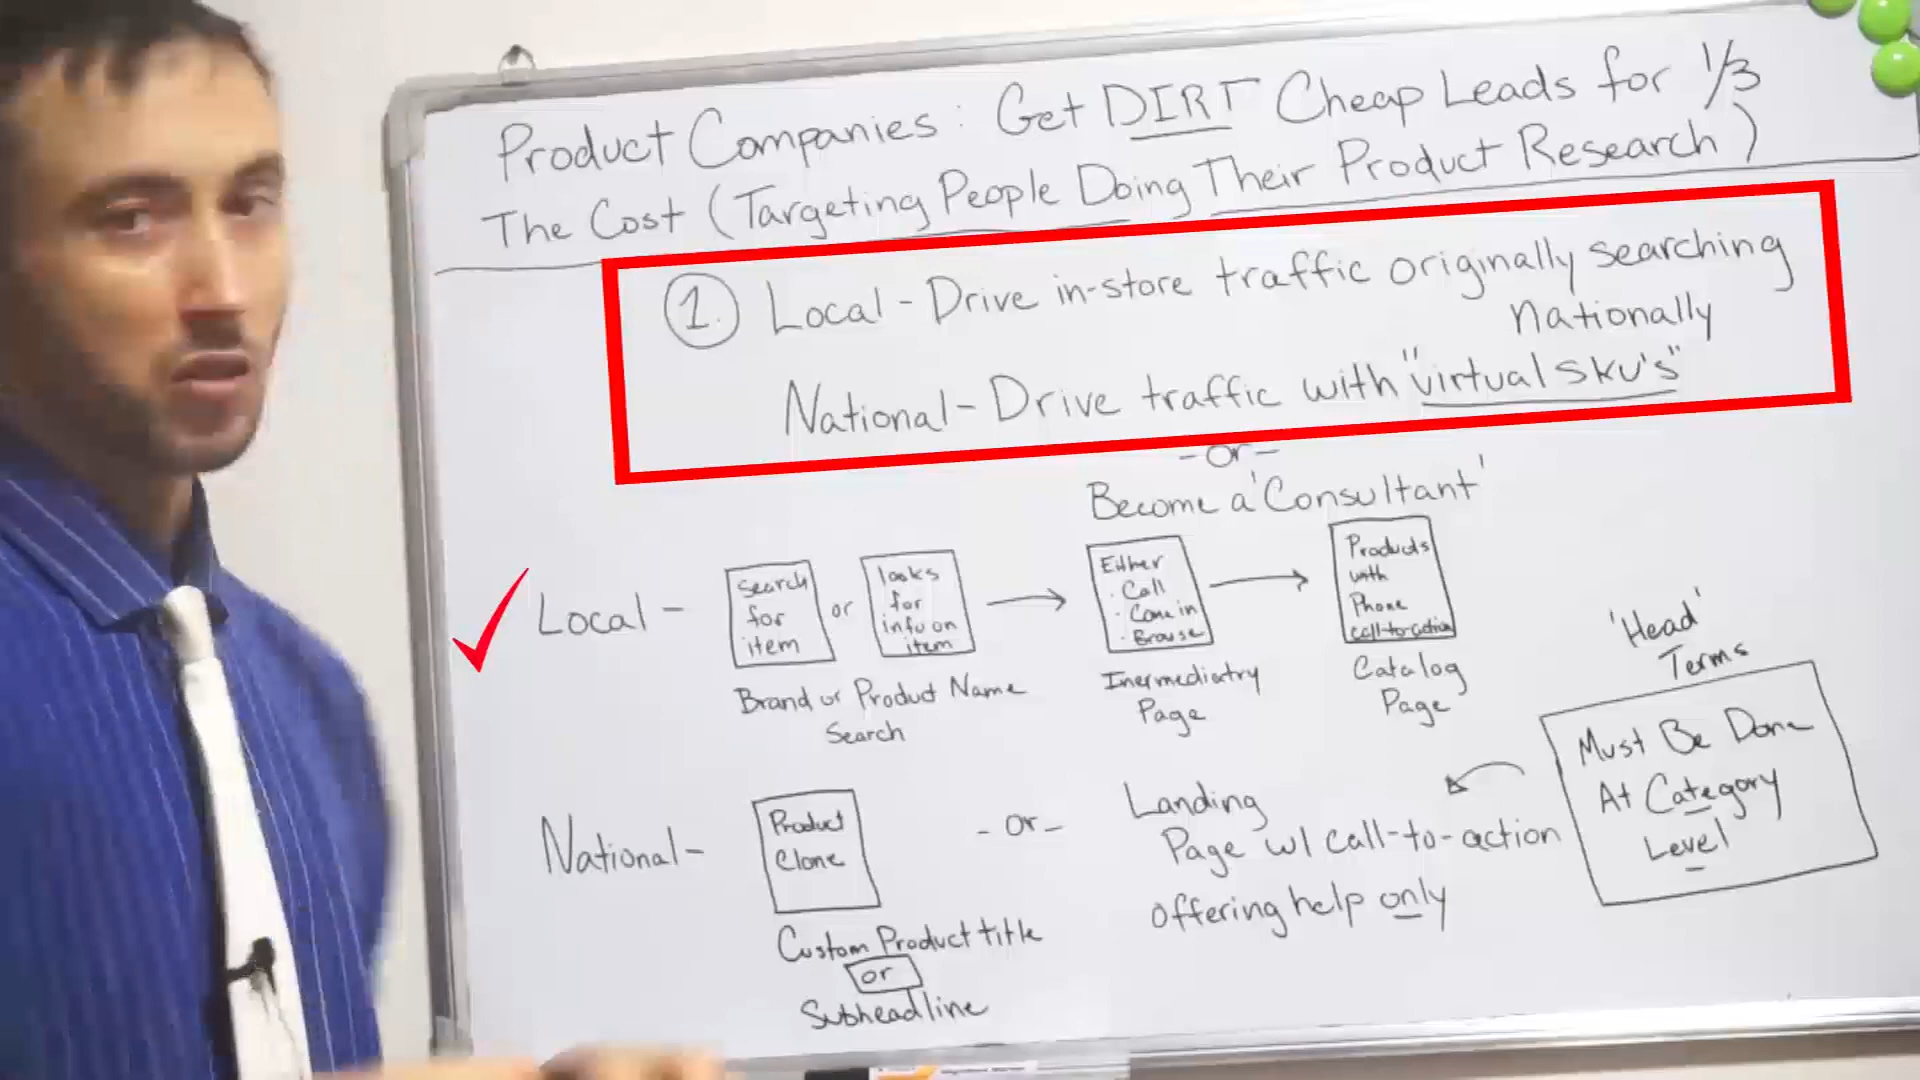 Product Companies: Get DIRT Cheap Leads for 1/3
The Cost (Targeting People Doing Their Product Research)
1. Local - Drive in-store traffic originally searching
Nationally
National - Drive traffic with "virtual SKU's"
- Or -
Become a 'Consultant'
Local -
Search
for
item
or
looks
for
info on
item
Either
· Call
· Come in
· Browse
Products
with
Phone
call-to-action
Brand or Product Name
Search
Inermediatry
Page
Catalog
Page
'Head'
Terms
Must Be Done
At Category
Level
National -
Product
Clone
- Or -
Landing
Page w/ call-to-action
offering help only
Custom Product title
or
Subheadline